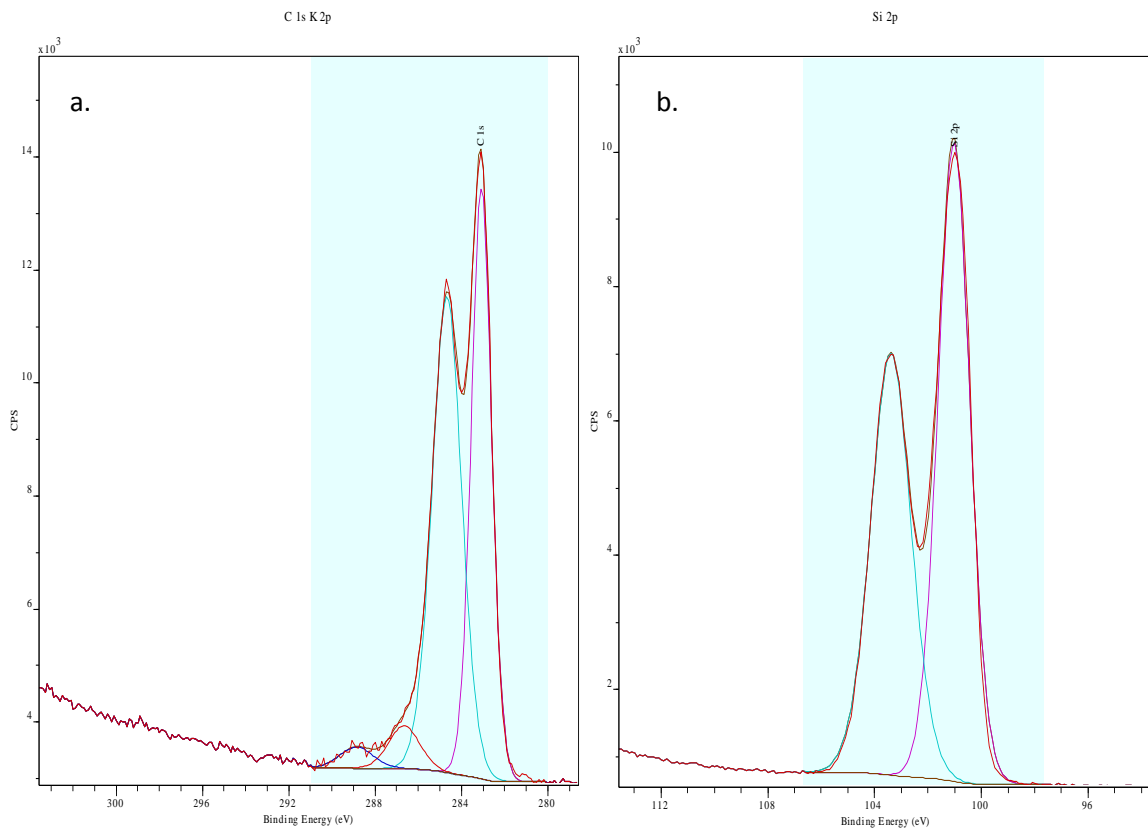 C 1s K 2p
x10³
a.
C 1s
14
12
10
8
6
4
CPS
300 296 292 288 284 280
Binding Energy (eV)
Si 2p
x10³
b.
Si 2p
10
8
6
4
2
CPS
112 108 104 100 96
Binding Energy (eV)